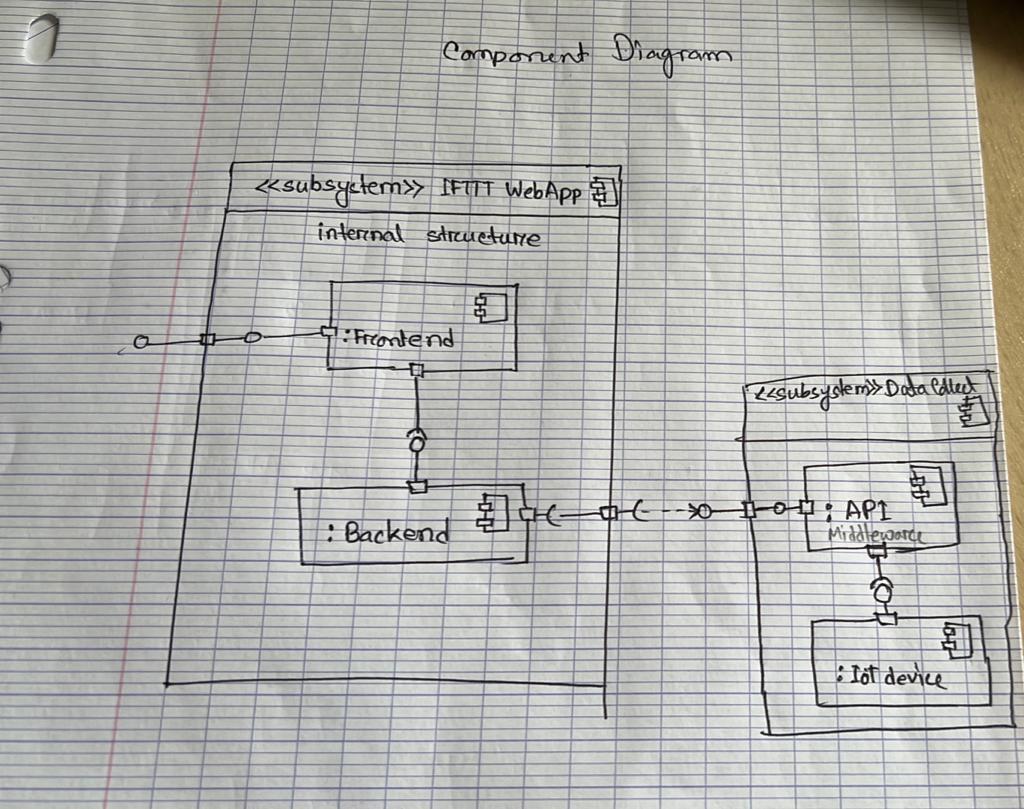 Component Diagram
<<subsystem>> IFTTT WebApp
internal structure
:Frontend
<<subsystem>> Data Collect
: API
Middleware
: Backend
: Iot device